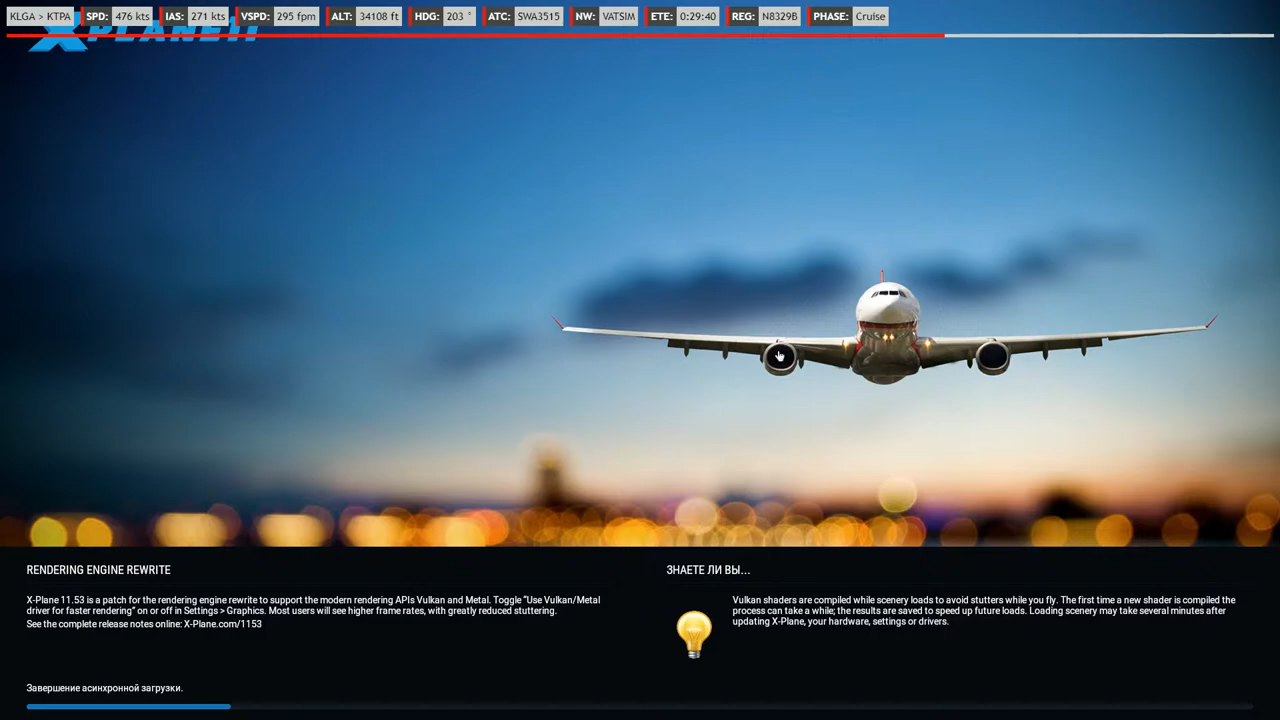 KLGA > KTPA SPD: 476 kts IAS: 271 kts VSPD: 295 fpm ALT: 34108 ft HDG: 203 ° ATC: SWA3515 NW: VATSIM ETE: 0:29:40 REG: N8329B PHASE: Cruise
X-PLANE11
RENDERING ENGINE REWRITE
X-Plane 11.53 is a patch for the rendering engine rewrite to support the modern rendering APIs Vulkan and Metal. Toggle "Use Vulkan/Metal
driver for faster rendering" on or off in Settings > Graphics. Most users will see higher frame rates, with greatly reduced stuttering.
See the complete release notes online: X-Plane.com/1153
ЗНАЕТЕ ЛИ ВЫ...
Vulkan shaders are compiled while scenery loads to avoid stutters while you fly. The first time a new shader is compiled the
process can take a while; the results are saved to speed up future loads. Loading scenery may take several minutes after
updating X-Plane, your hardware, settings or drivers.
Завершение асинхронной загрузки.